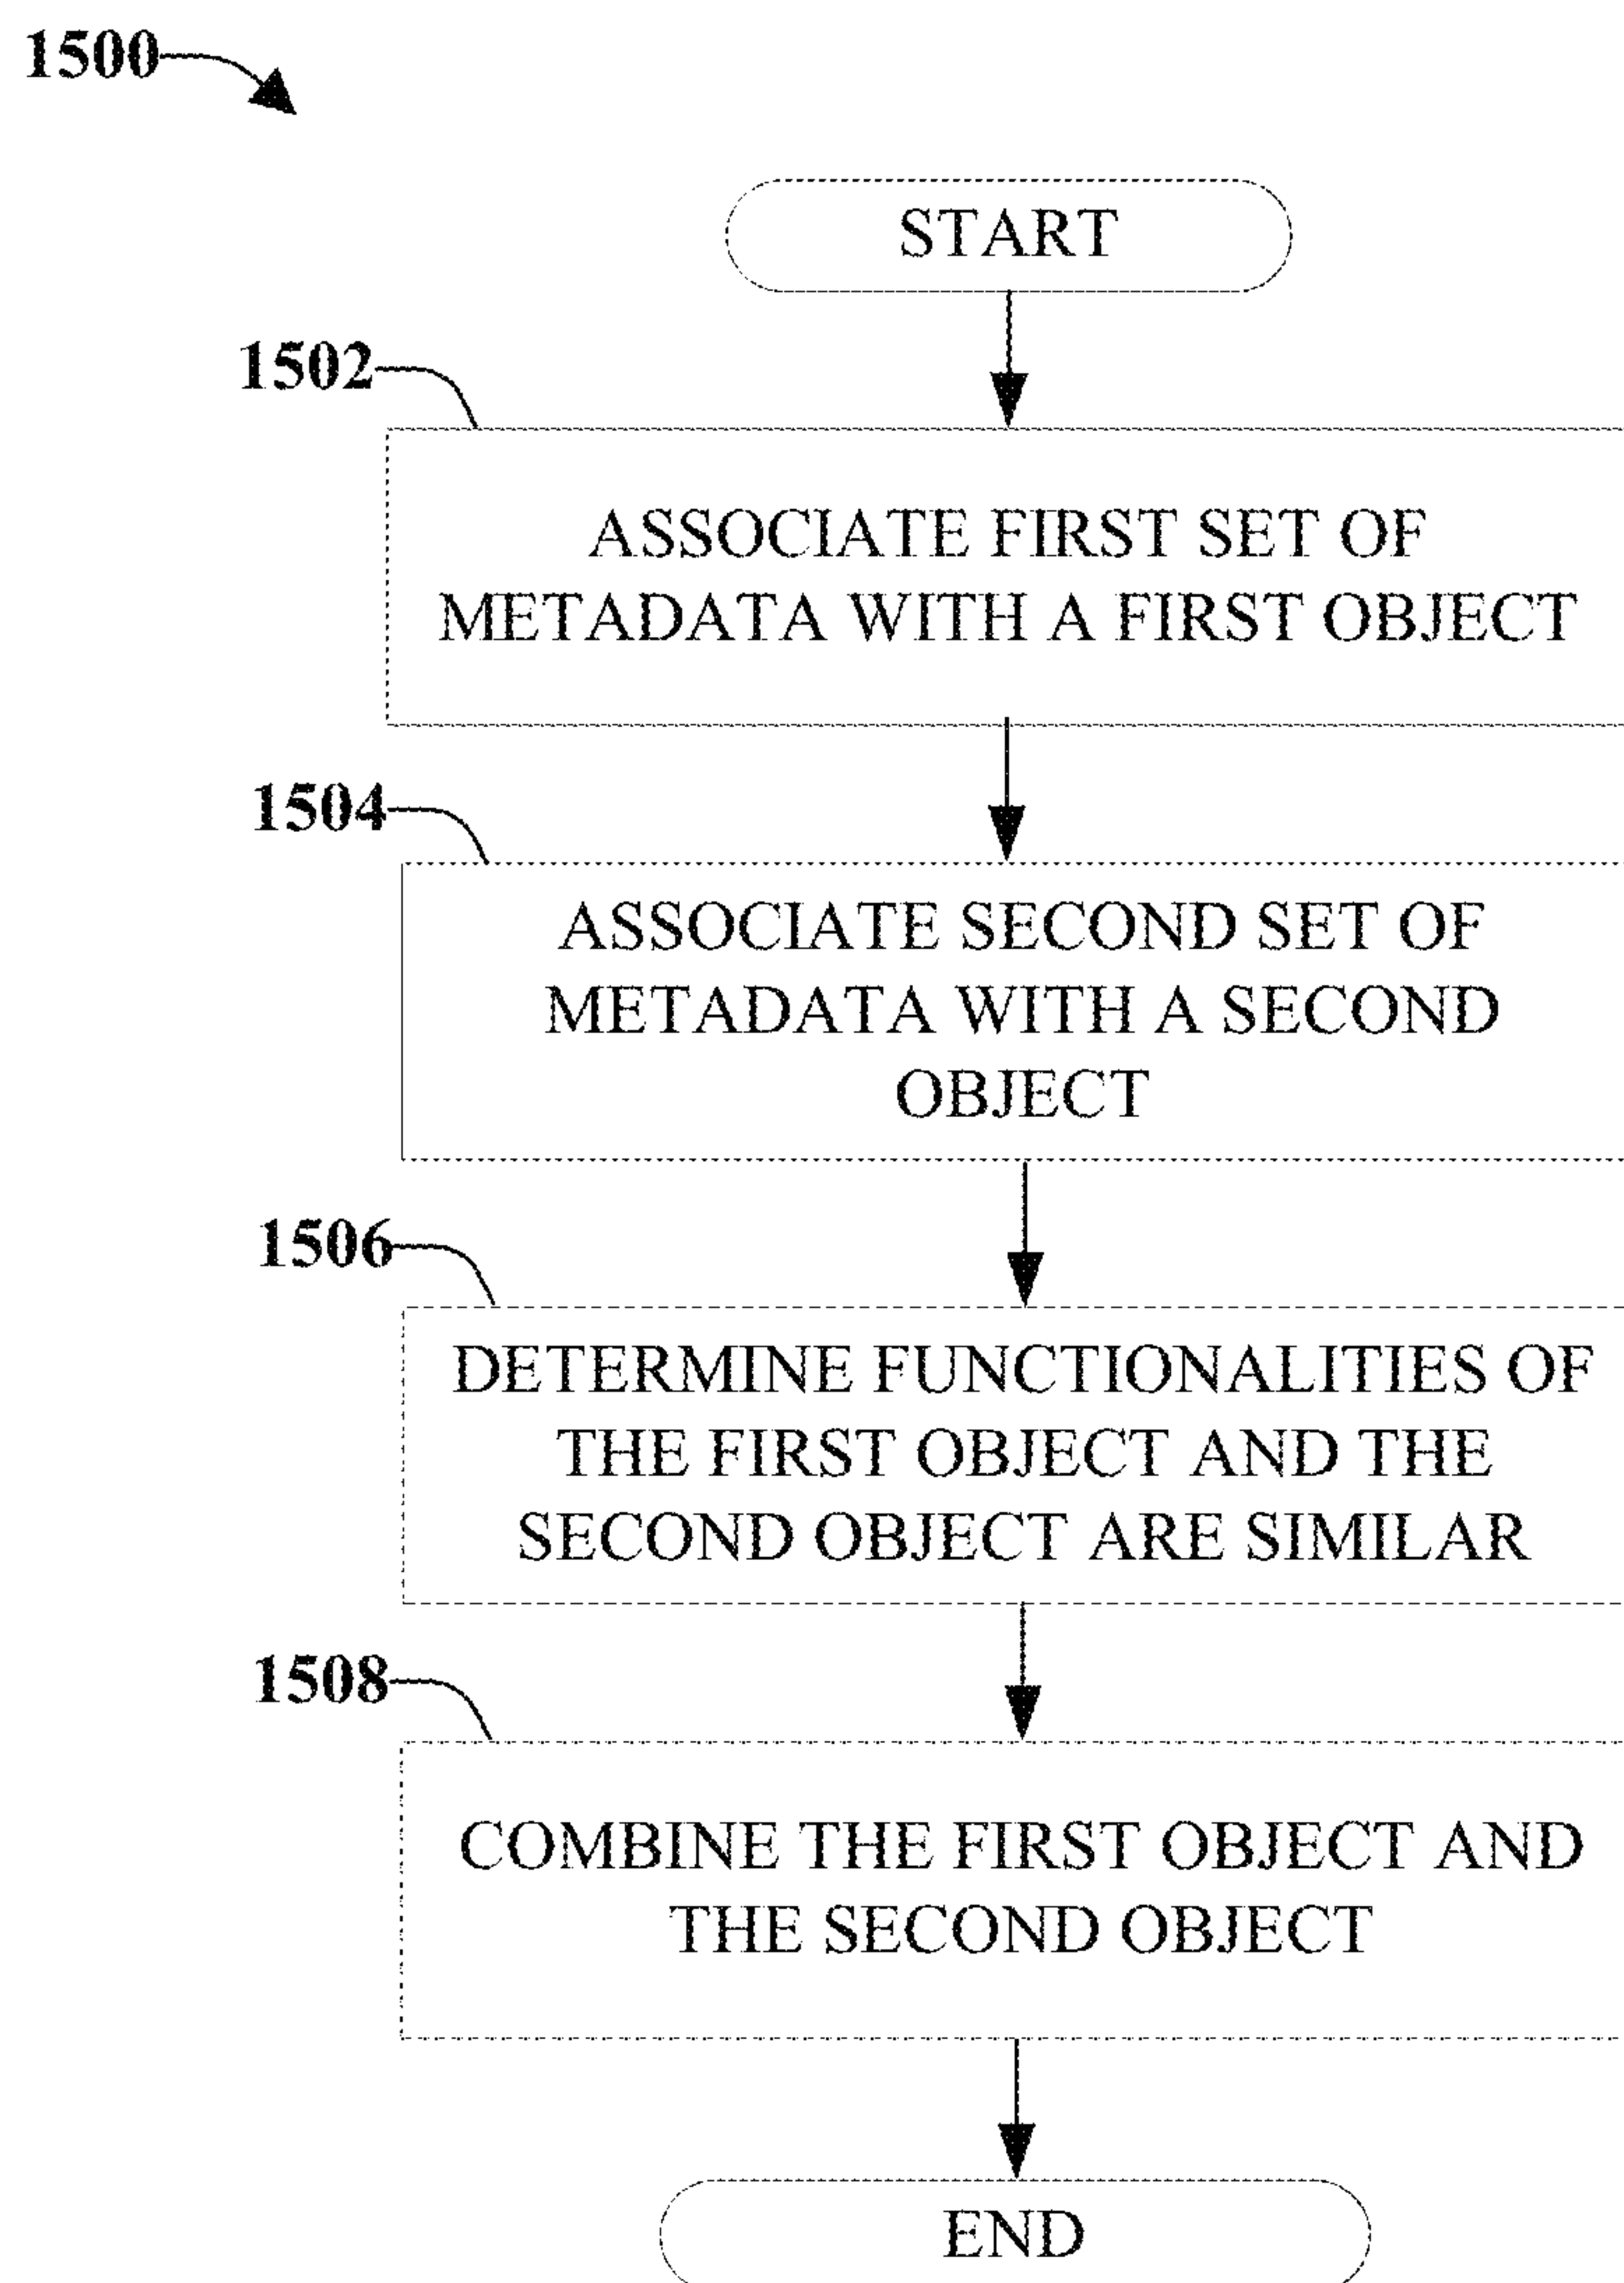 1500
START
1502
ASSOCIATE FIRST SET OF
METADATA WITH A FIRST OBJECT
1504
ASSOCIATE SECOND SET OF
METADATA WITH A SECOND
OBJECT
1506
DETERMINE FUNCTIONALITIES OF
THE FIRST OBJECT AND THE
SECOND OBJECT ARE SIMILAR
1508
COMBINE THE FIRST OBJECT AND
THE SECOND OBJECT
END